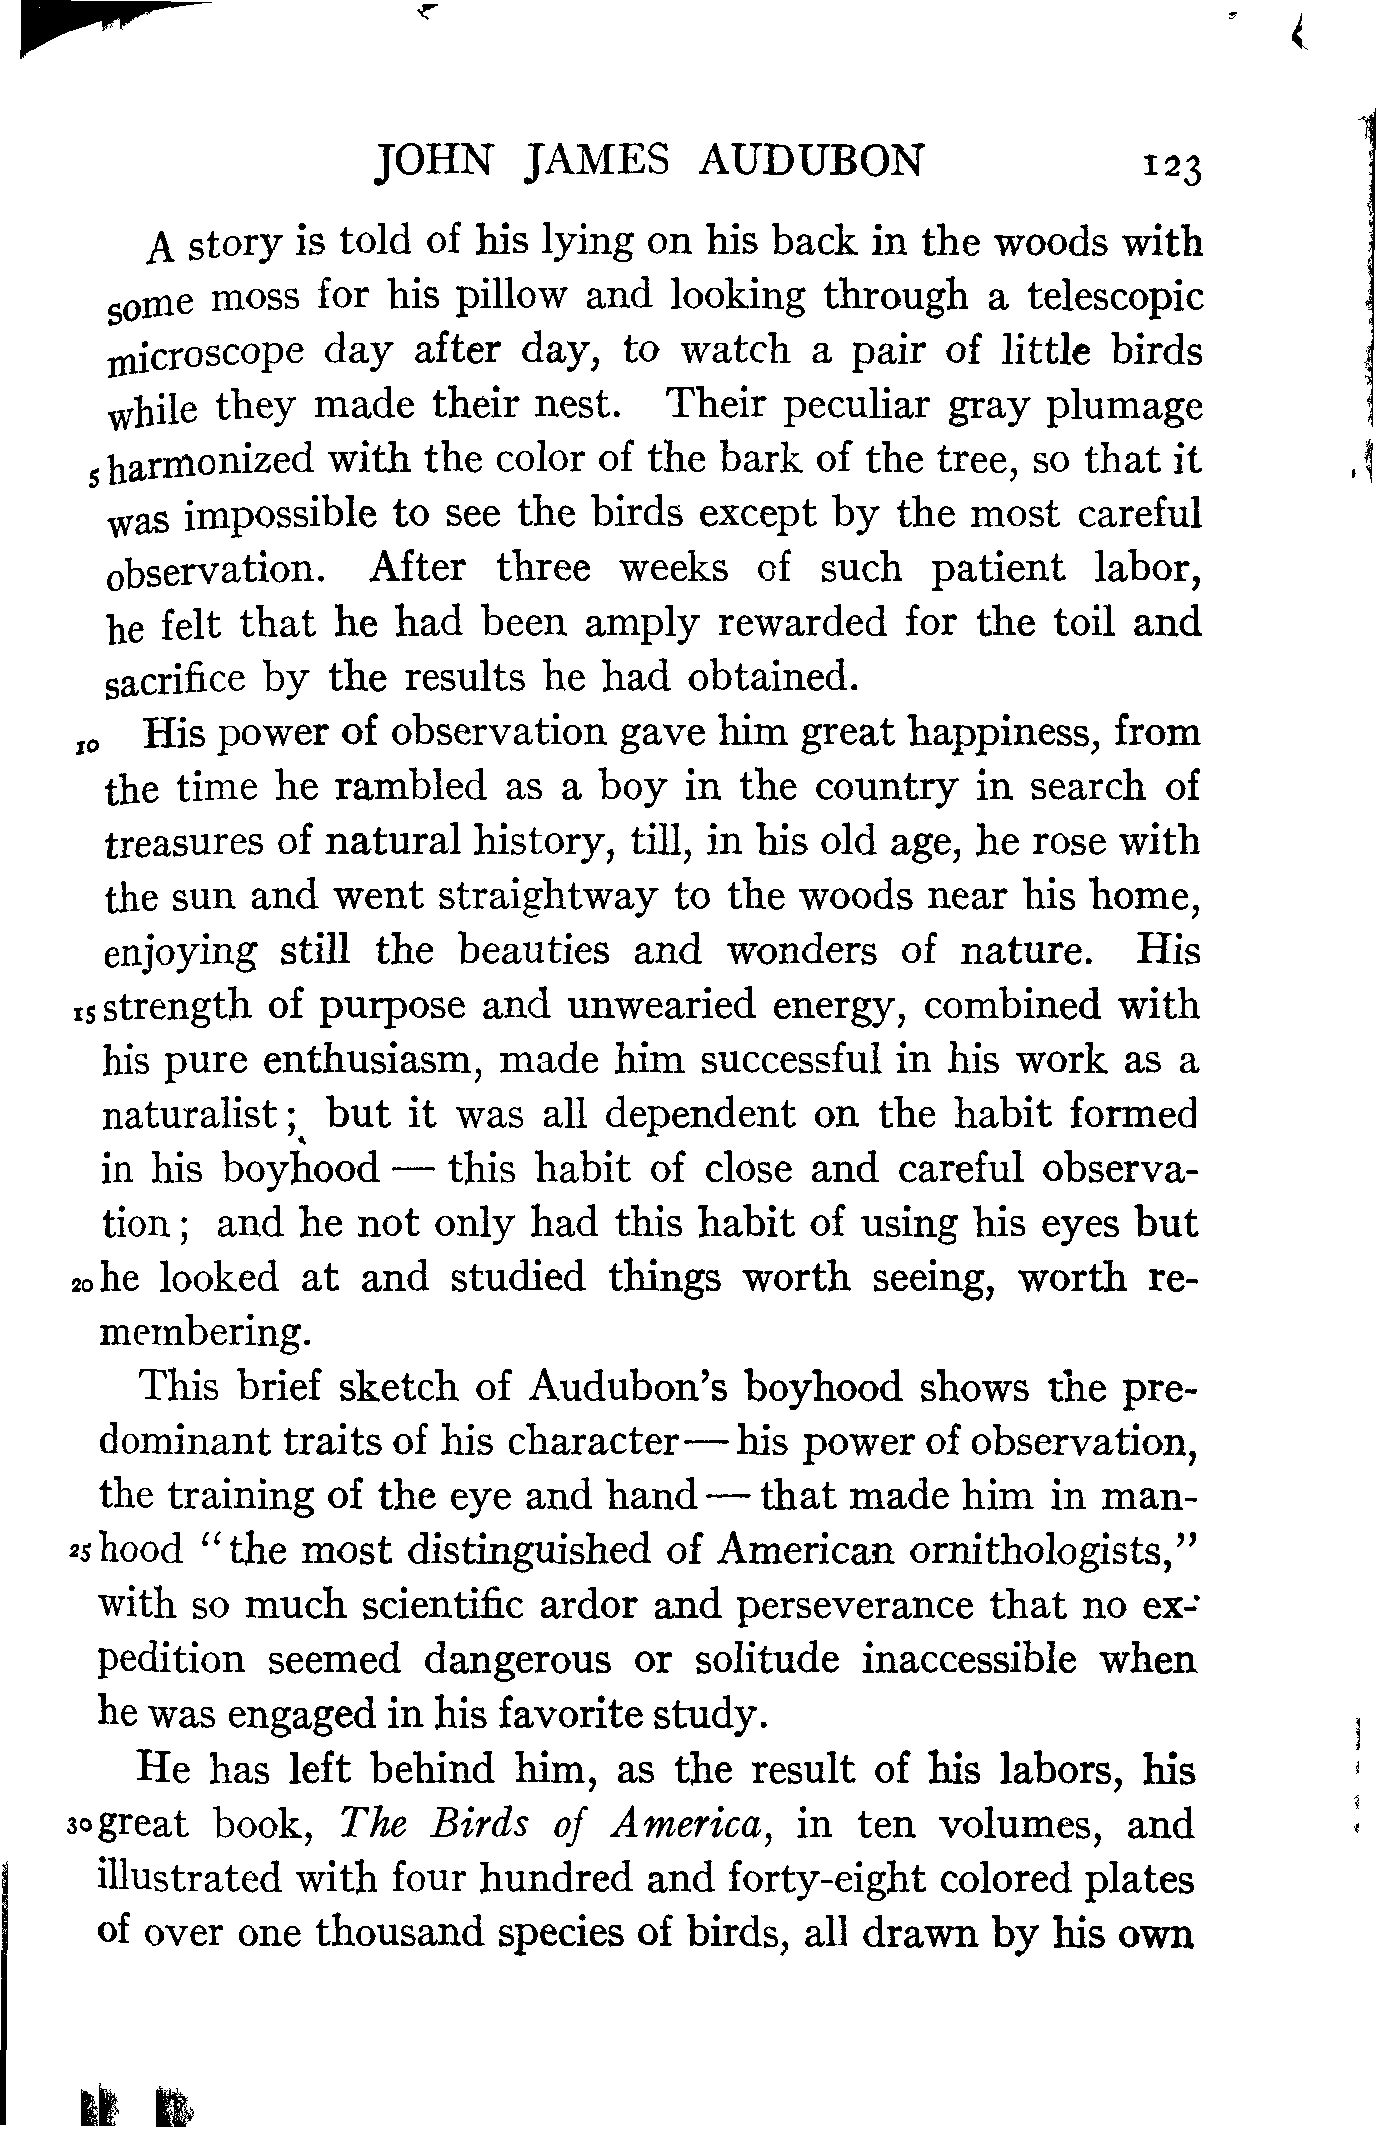 JOHN JAMES AUDUBON 123
A story is told of his lying on his back in the woods with
some moss for his pillow and looking through a telescopic
microscope day after day, to watch a pair of little birds
while they made their nest. Their peculiar gray plumage
5 harmonized with the color of the bark of the tree, so that it
was impossible to see the birds except by the most careful
observation. After three weeks of such patient labor,
he felt that he had been amply rewarded for the toil and
sacrifice by the results he had obtained.
10 His power of observation gave him great happiness, from
the time he rambled as a boy in the country in search of
treasures of natural history, till, in his old age, he rose with
the sun and went straightway to the woods near his home,
enjoying still the beauties and wonders of nature. His
15 strength of purpose and unwearied energy, combined with
his pure enthusiasm, made him successful in his work as a
naturalist; but it was all dependent on the habit formed
in his boyhood — this habit of close and careful observa-
tion; and he not only had this habit of using his eyes but
20 he looked at and studied things worth seeing, worth re-
membering.
This brief sketch of Audubon's boyhood shows the pre-
dominant traits of his character — his power of observation,
the training of the eye and hand — that made him in man-
25 hood "the most distinguished of American ornithologists,"
with so much scientific ardor and perseverance that no ex-
pedition seemed dangerous or solitude inaccessible when
he was engaged in his favorite study.
He has left behind him, as the result of his labors, his
30 great book, The Birds of America, in ten volumes, and
illustrated with four hundred and forty-eight colored plates
of over one thousand species of birds, all drawn by his own